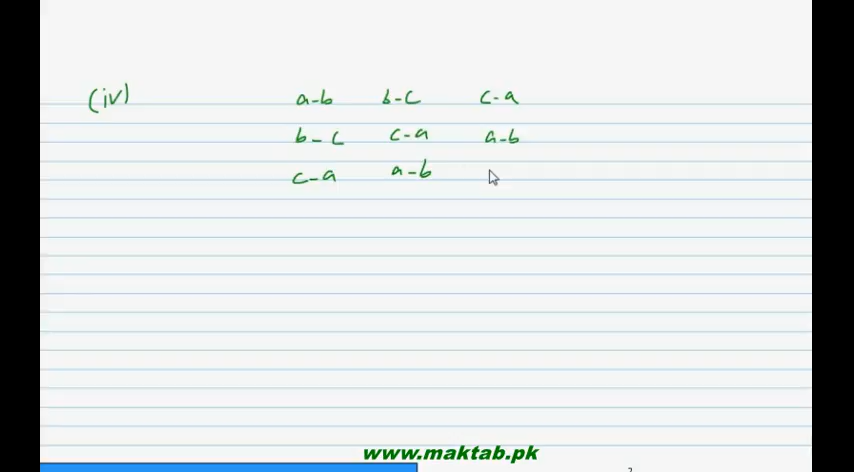 (iv) a-b b-c c-a
b-c c-a a-b
c-a a-b
www.maktab.pk